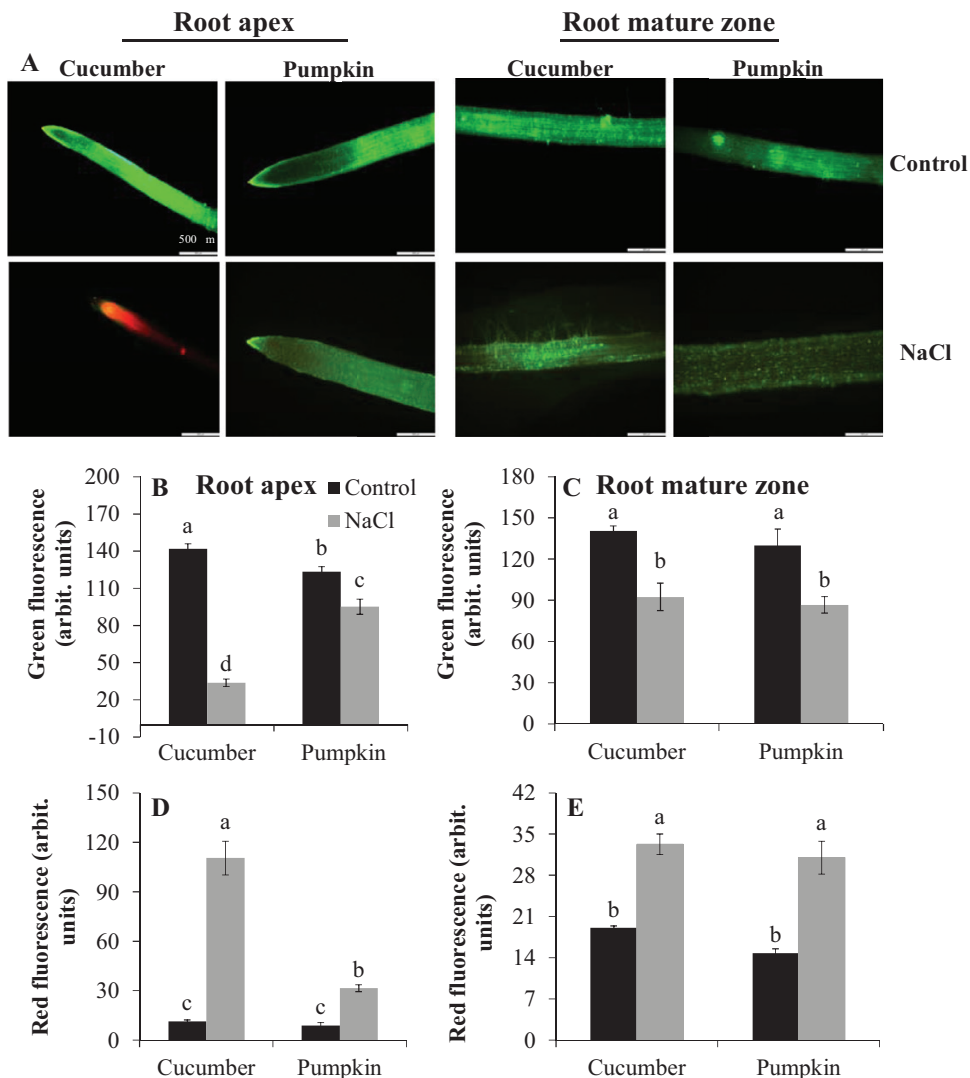 Root apex
Root mature zone
A
Cucumber
Pumpkin
Cucumber
Pumpkin
Control
500 m
NaCl
B Root apex
Control
NaCl
Green fluorescence
(arbit. units)
200
170
140
110
80
50
20
-10
a
d
b
c
Cucumber
Pumpkin
C Root mature zone
Green fluorescence
(arbit. units)
180
150
120
90
60
30
0
a
b
a
b
Cucumber
Pumpkin
D
Red fluorescence (arbit.
units)
150
120
90
60
30
0
c
a
c
b
Cucumber
Pumpkin
E
Red fluorescence (arbit.
units)
42
35
28
21
14
7
0
b
a
b
a
Cucumber
Pumpkin